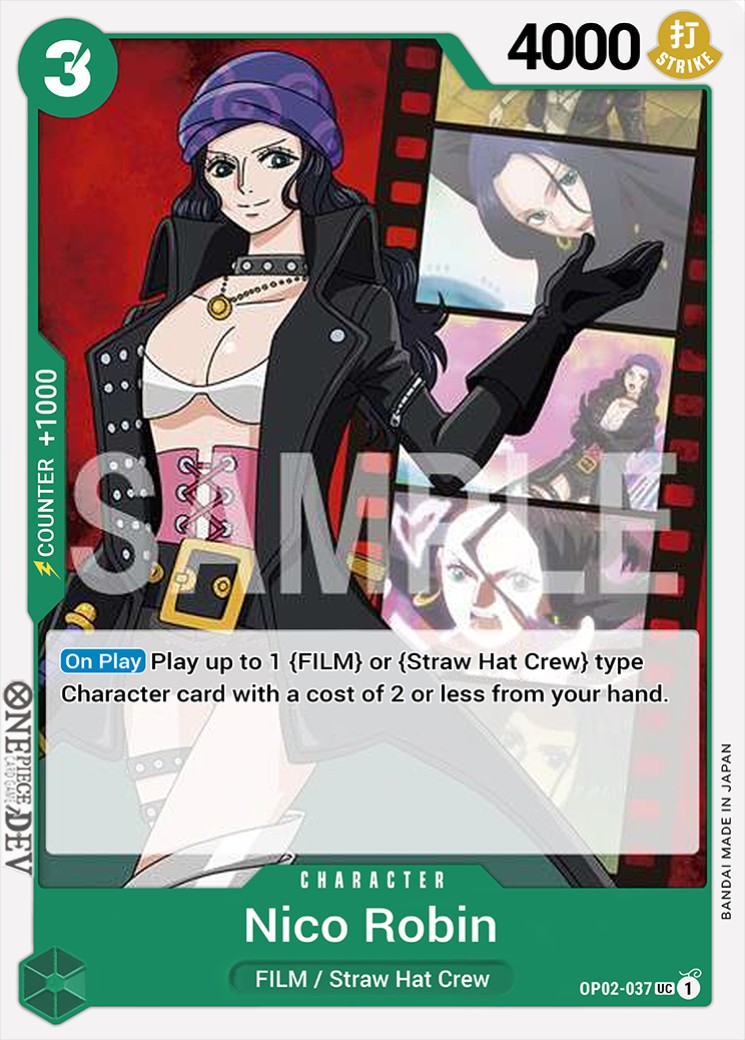 3
4000
打
STRIKE
COUNTER +1000
SAMPLE
On Play Play up to 1 {FILM} or {Straw Hat Crew} type
Character card with a cost of 2 or less from your hand.
ONE PIECE
CARD GAME
.DEV
BANDAI MADE IN JAPAN
CHARACTER
Nico Robin
FILM / Straw Hat Crew
OP02-037 UC 1